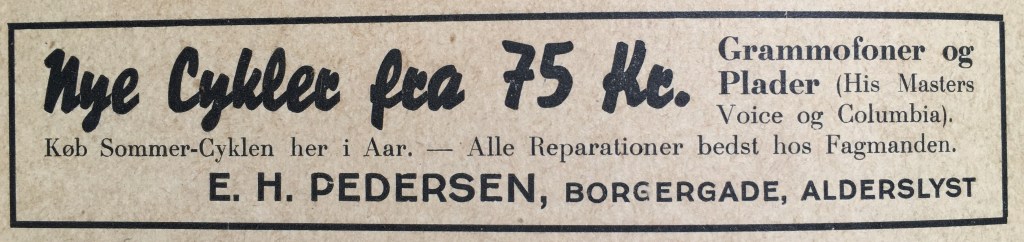 Nye Cykler fra 75 Kr.
Grammofoner og
Plader (His Masters
Voice og Columbia).
Køb Sommer-Cyklen her i Aar. — Alle Reparationer bedst hos Fagmanden.
E. H. PEDERSEN, BORGERGADE, ALDERSLYST